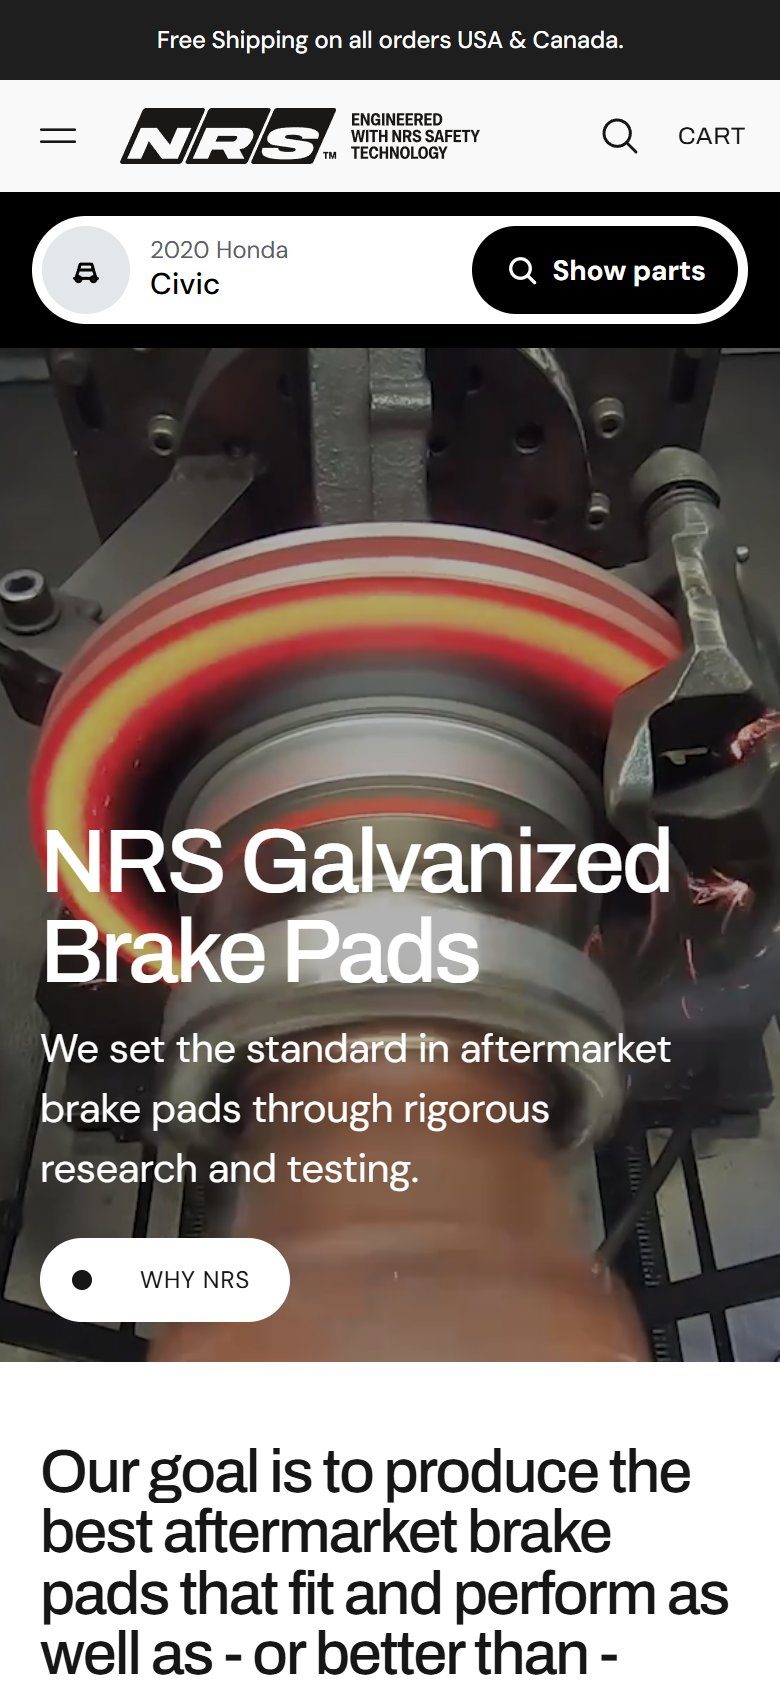 Free Shipping on all orders USA & Canada.
NRS™
ENGINEERED
WITH NRS SAFETY
TECHNOLOGY
CART
2020 Honda
Civic
Show parts
NRS Galvanized
Brake Pads
We set the standard in aftermarket
brake pads through rigorous
research and testing.
WHY NRS
Our goal is to produce the
best aftermarket brake
pads that fit and perform as
well as - or better than -